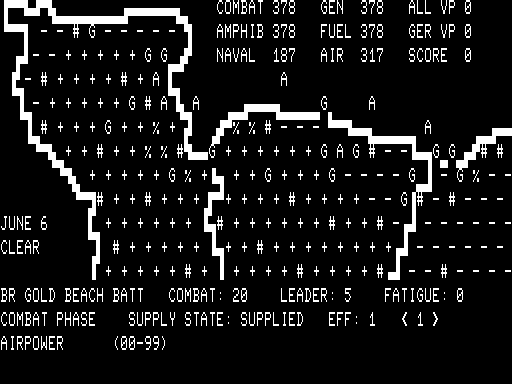 COMBAT 378 GEN 378 ALL VP 0
- - # G - - - - - AMPHIB 378 FUEL 378 GER VP 0
- - + + + + + G G NAVAL 187 AIR 317 SCORE 0
- # + + + + # + A A
- + + + + + G # A A G A
# + + + G + + % + % % # - - - A
# + + # + + % % # G + + + + + + G A G # - - G G # #
+ + + + + + G % + + + G + + + G - - - - G - G % - -
# + + # + + + + + # + # + + + + + + G # - # - - -
JUNE 6 + + + + + + + # + + + + + + # + + # + - - - - - -
CLEAR # + + + + + + + # + + + + + + + + - - - - - -
+ + + + + # + + + # + + # + + + # - - # - - - -
BR GOLD BEACH BATT COMBAT: 20 LEADER: 5 FATIGUE: 0
COMBAT PHASE SUPPLY STATE: SUPPLIED EFF: 1 < 1 >
AIRPOWER (00-99)